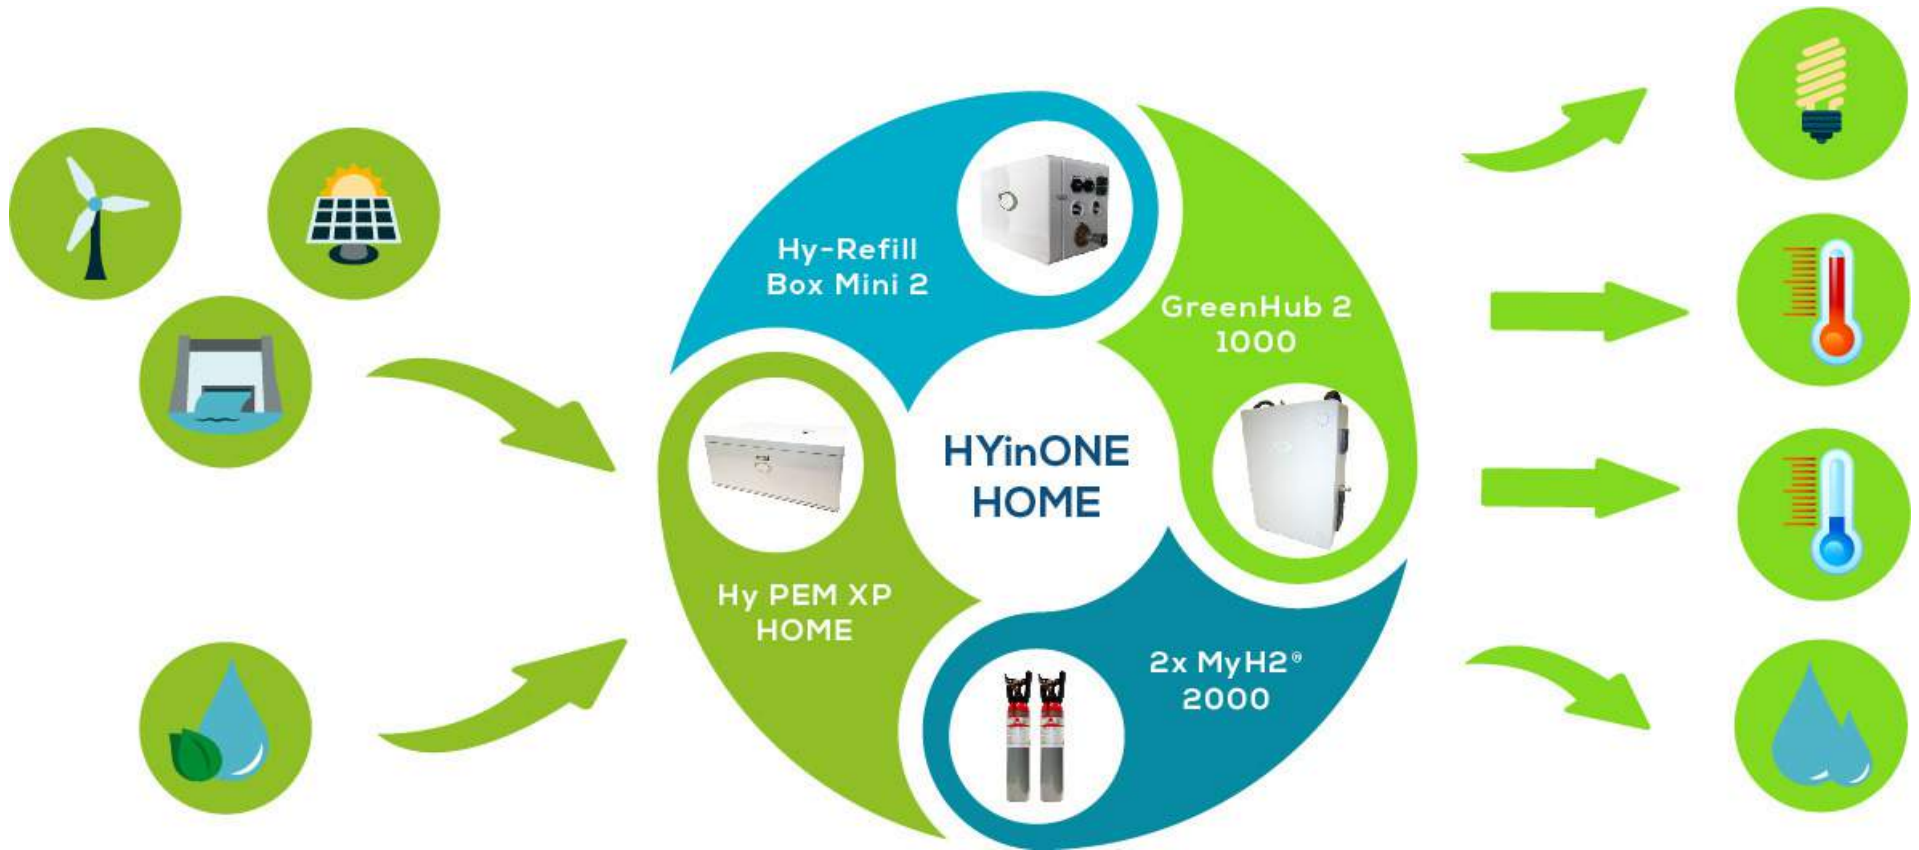 Hy-Refill
Box Mini 2
GreenHub 2
1000
HYinONE
HOME
Hy PEM XP
HOME
2x MyH2®
2000